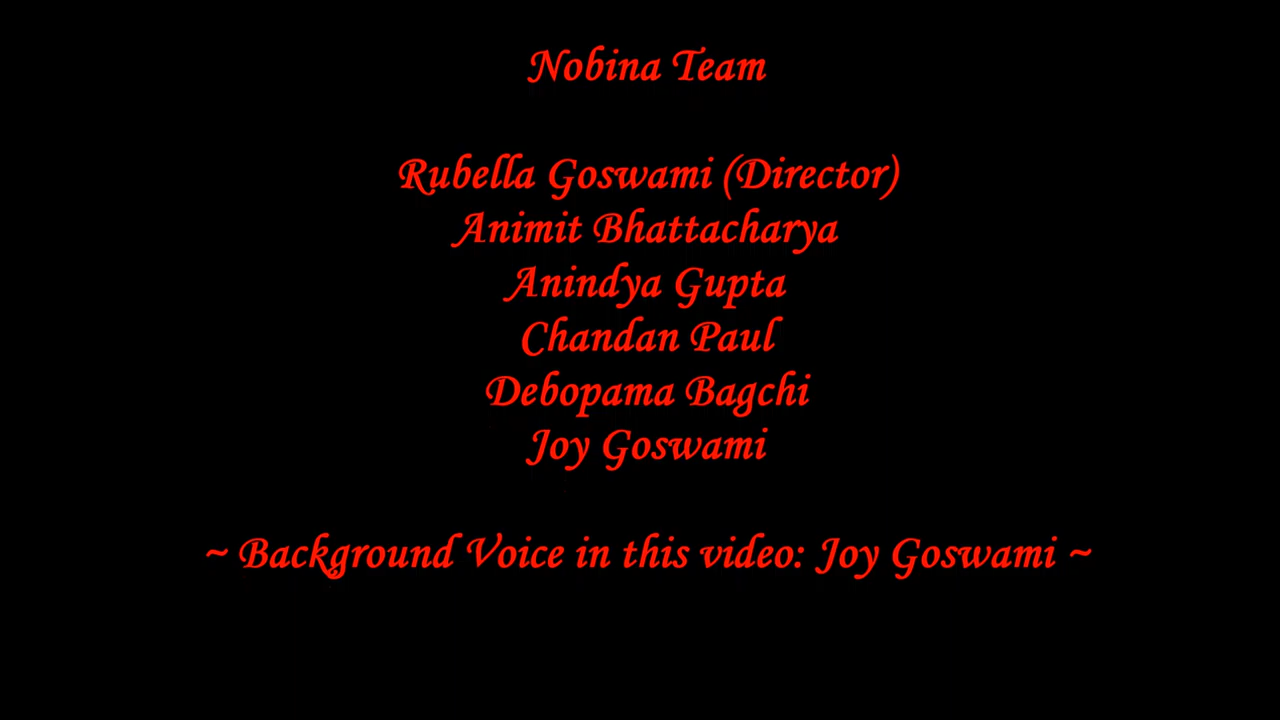 Nobina Team
Rubella Goswami (Director)
Animit Bhattacharya
Anindya Gupta
Chandan Paul
Debopama Bagchi
Joy Goswami
~ Background Voice in this video: Joy Goswami ~